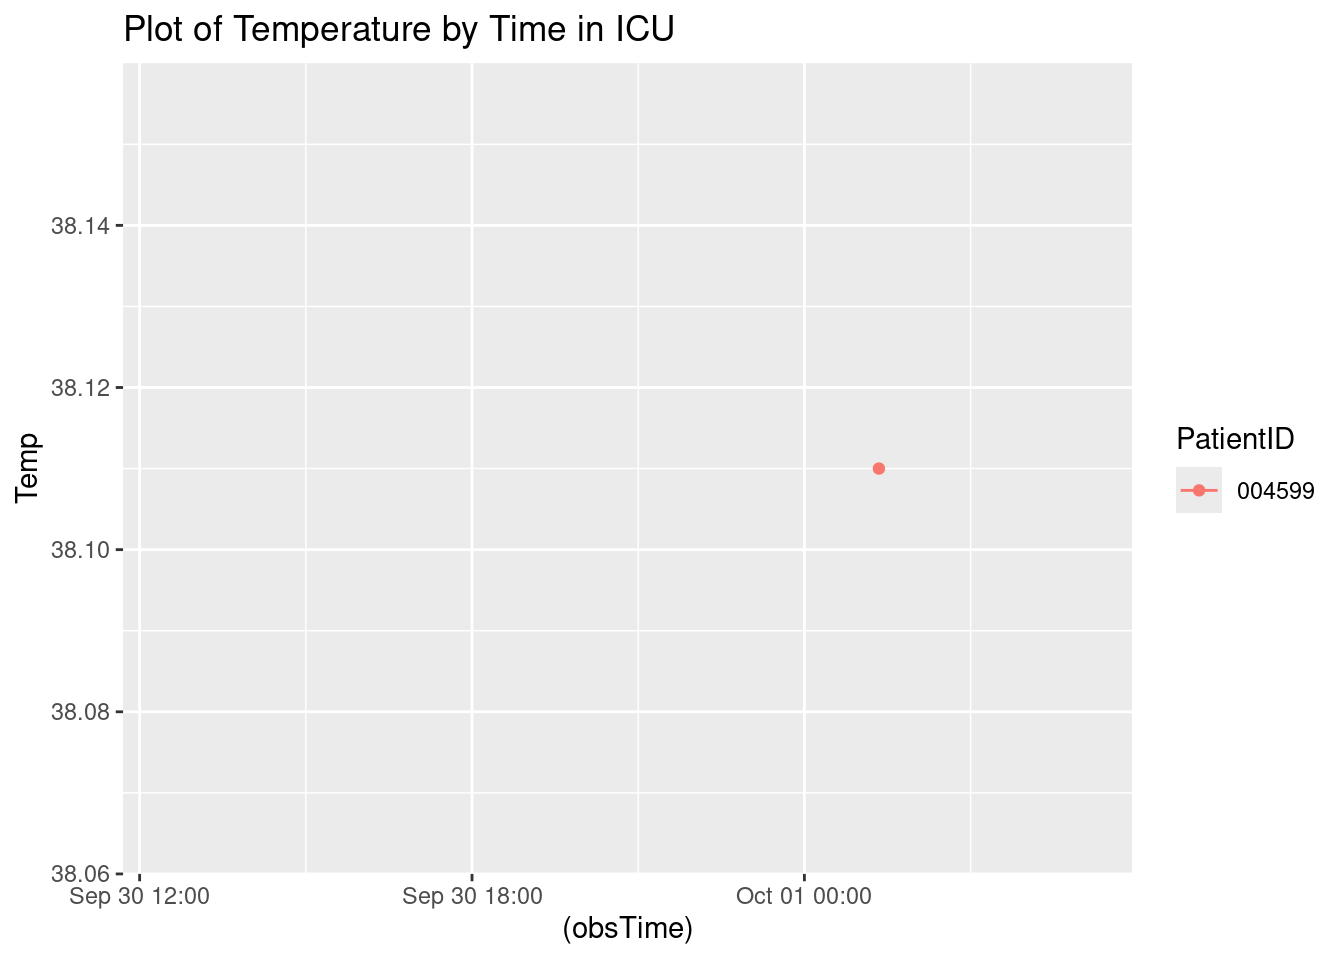 Plot of Temperature by Time in ICU
38.14
38.12
38.10
38.08
38.06
Temp
Sep 30 12:00
Sep 30 18:00
Oct 01 00:00
(obsTime)
PatientID
004599